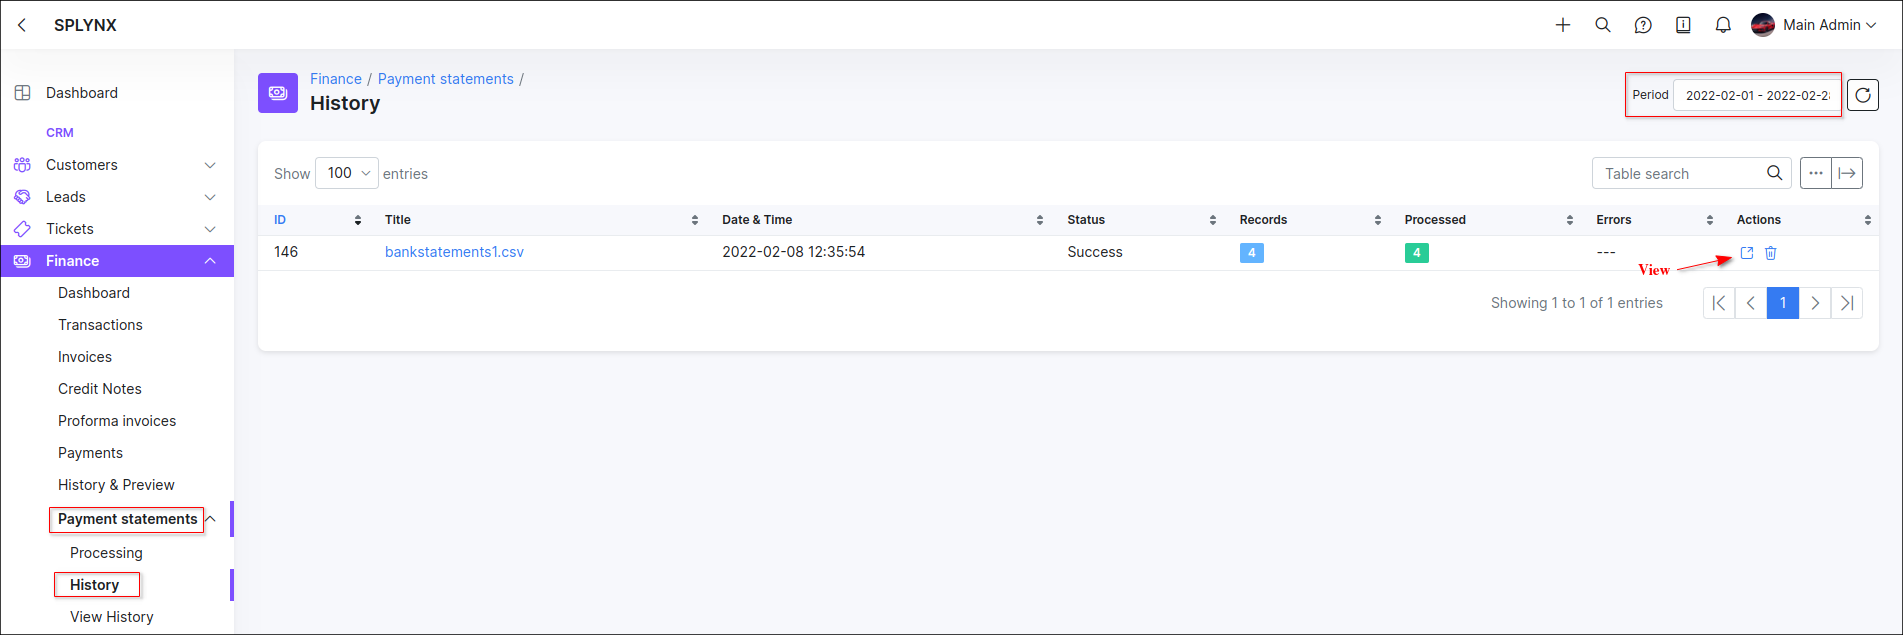 SPLYNX
Main Admin
Dashboard
CRM
Customers
Leads
Tickets
Finance
Dashboard
Transactions
Invoices
Credit Notes
Proforma invoices
Payments
History & Preview
Payment statements
Processing
History
View History
Finance / Payment statements /
History
Period 2022-02-01 - 2022-02-28
Show 100 entries
Table search
ID Title Date & Time Status Records Processed Errors Actions
146 bankstatements1.csv 2022-02-08 12:35:54 Success 4 4 ---
View
Showing 1 to 1 of 1 entries
1